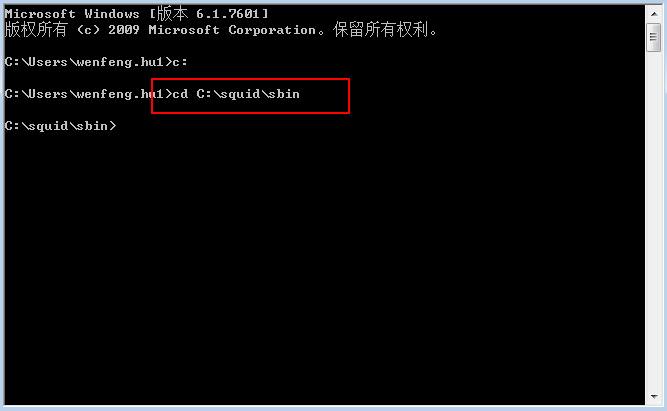 Microsoft Windows [版本 6.1.7601]
版权所有 (c) 2009 Microsoft Corporation。保留所有权利。
C:\Users\wenfeng.hu1>c:
C:\Users\wenfeng.hu1>cd C:\squid\sbin
C:\squid\sbin>